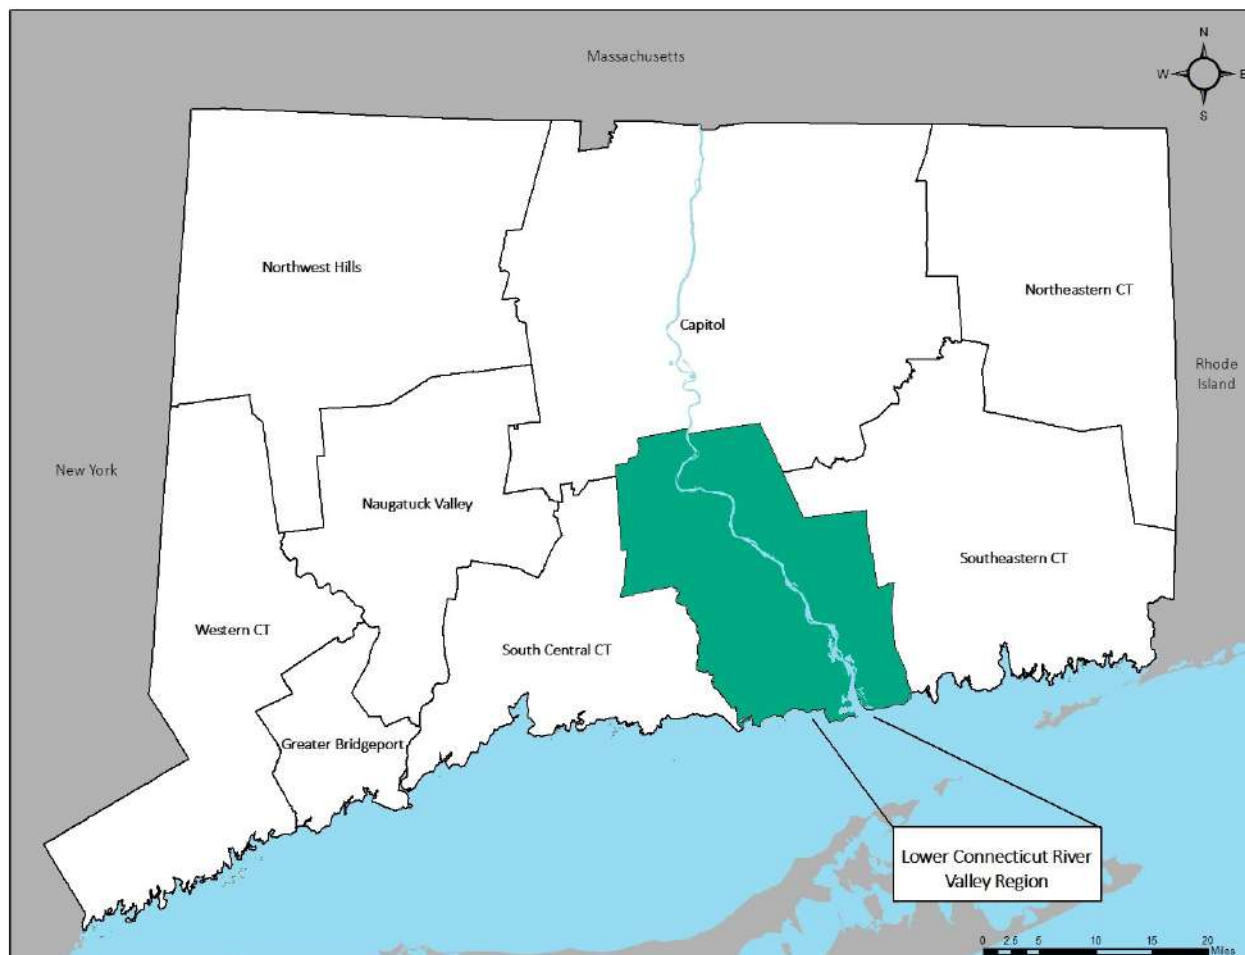 Massachusetts
N
W
E
S
Northwest Hills
Northeastern CT
Capitol
Rhode
Island
New York
Naugatuck Valley
Southeastern CT
Western CT
South Central CT
Greater Bridgeport
Lower Connecticut River
Valley Region
0 2.5 5 10 15 20
Miles